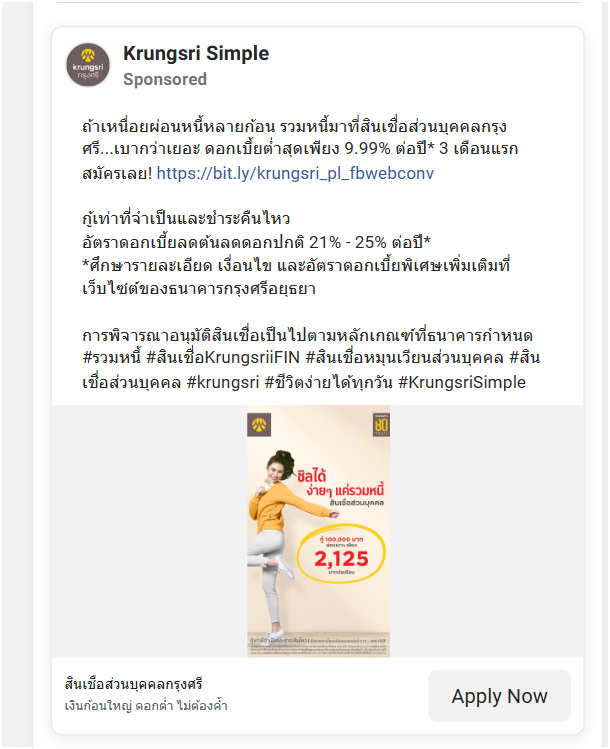 krungsri
กรุงศรี
Krungsri Simple
Sponsored
ถ้าเหนื่อยผ่อนหนี้หลายก้อน รวมหนี้มาที่สินเชื่อส่วนบุคคลกรุง
ศรี...เบากว่าเยอะ ดอกเบี้ยต่ำสุดเพียง 9.99% ต่อปี* 3 เดือนแรก
สมัครเลย! https://bit.ly/krungsri_pl_fbwebconv
กู้เท่าที่จำเป็นและชำระคืนไหว
อัตราดอกเบี้ยลดต้นลดดอกปกติ 21% - 25% ต่อปี*
*ศึกษารายละเอียด เงื่อนไข และอัตราดอกเบี้ยพิเศษเพิ่มเติมที่
เว็บไซต์ของธนาคารกรุงศรีอยุธยา
การพิจารณาอนุมัติสินเชื่อเป็นไปตามหลักเกณฑ์ที่ธนาคารกำหนด
#รวมหนี้ #สินเชื่อKrungsriiFIN #สินเชื่อหมุนเวียนส่วนบุคคล #สิน
เชื่อส่วนบุคคล #krungsri #ชีวิตง่ายได้ทุกวัน #KrungsriSimple
80
ชิลได้
ง่ายๆ แค่รวมหนี้
สินเชื่อส่วนบุคคล
กู้ 100,000 บาท
ผ่อนเบาๆ เพียง
2,125
บาทต่อเดือน
สินเชื่อส่วนบุคคลกรุงศรี
เงินก้อนใหญ่ ดอกต่ำ ไม่ต้องค้ำ
Apply Now